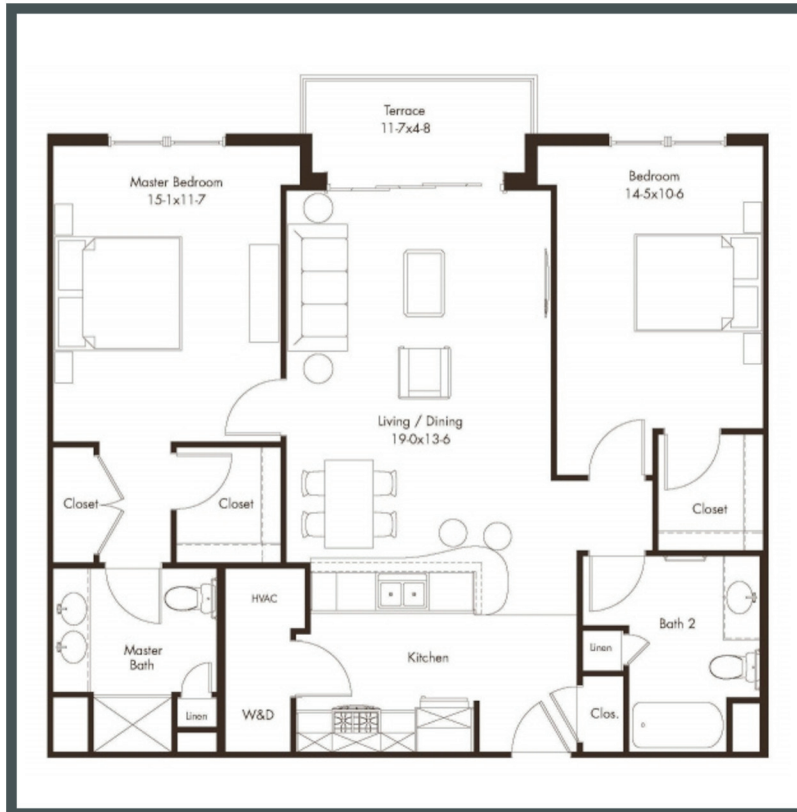 Terrace
11-7x4-8
Master Bedroom
15-1x11-7
Bedroom
14-5x10-6
Living / Dining
19-0x13-6
Closet
Closet
Closet
HVAC
Master
Bath
Kitchen
Bath 2
Linen
Linen
W&D
Clos.